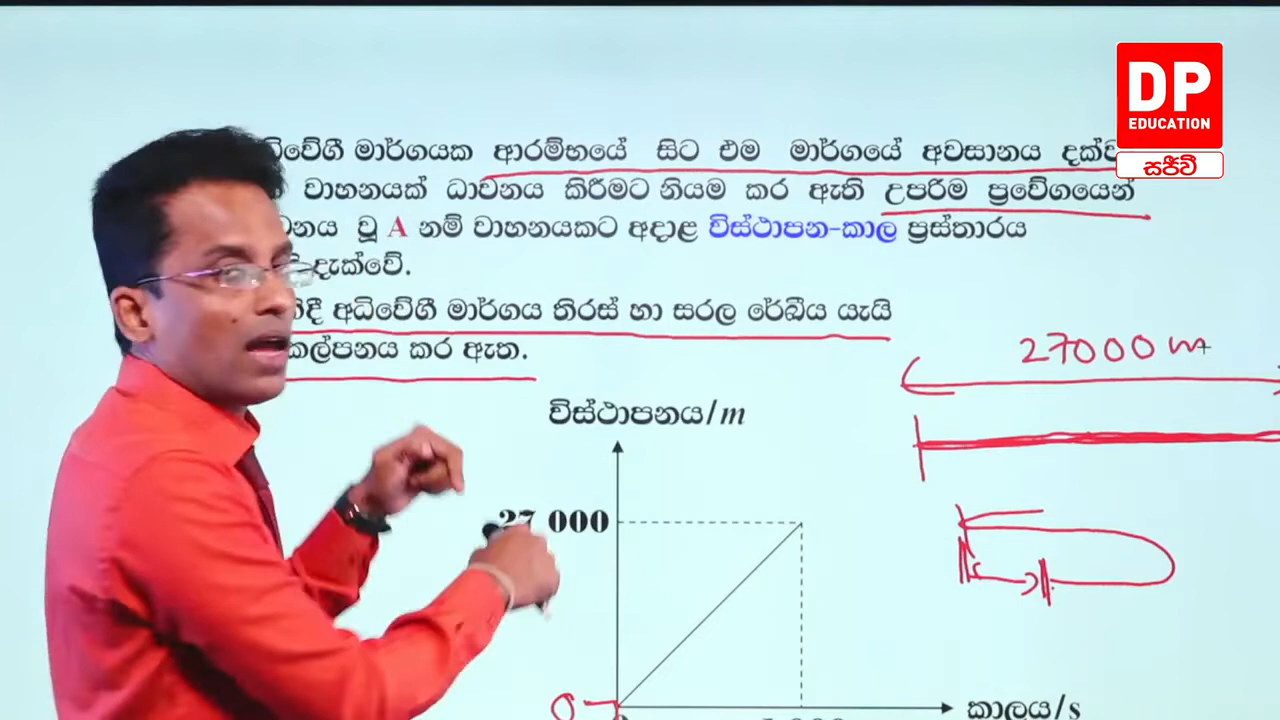 DP
EDUCATION
සජීවී
මාර්ගයක ආරම්භයේ සිට එම මාර්ගයේ අවසානය
වාහනයක් ධාවනය කිරීමට නියම කර ඇති උපරිම ප්‍රවේගයෙන්
වූ A නම් වාහනයකට අදාළ විස්ථාපන-කාල ප්‍රස්තාරය
දැක්වේ.
අධිවේගී මාර්ගය තිරස් හා සරල රේඛීය යැයි
කල්පනය කර ඇත.
27000 m
විස්ථාපනය/m
27 000
0
කාලය/s